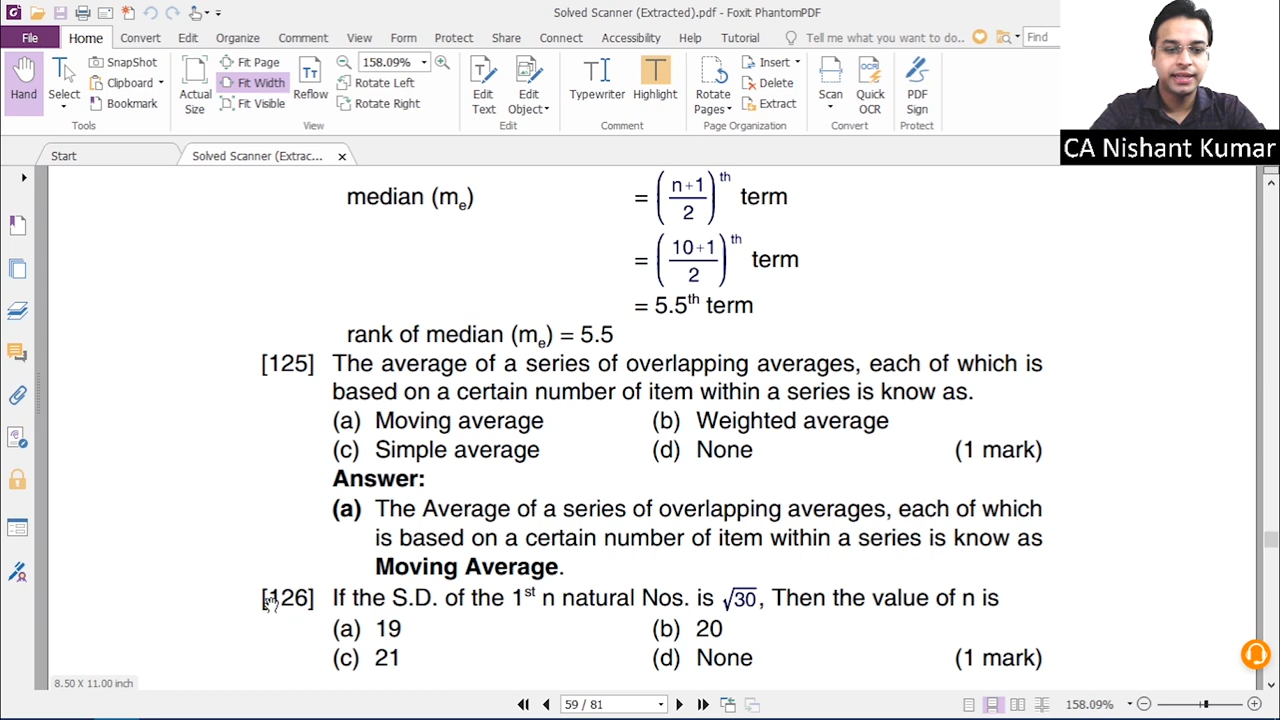 Solved Scanner (Extracted).pdf - Foxit PhantomPDF
File Home Convert Edit Organize Comment View Form Protect Share Connect Accessibility Help Tutorial Tell me what you want to do.. Find
Hand Select SnapShot Clipboard Bookmark
Actual Size Fit Page Fit Width Fit Visible Reflow 158.09% Rotate Left Rotate Right
Edit Text Edit Object Typewriter Highlight
Rotate Pages Insert Delete Extract Scan Quick OCR PDF Sign
Tools View Edit Comment Page Organization Convert Protect
CA Nishant Kumar
Start Solved Scanner (Extrac...
median (mₑ) = ((n+1)/2)ᵗʰ term
= ((10+1)/2)ᵗʰ term
= 5.5ᵗʰ term
rank of median (mₑ) = 5.5
[125] The average of a series of overlapping averages, each of which is
based on a certain number of item within a series is know as.
(a) Moving average (b) Weighted average
(c) Simple average (d) None (1 mark)
Answer:
(a) The Average of a series of overlapping averages, each of which
is based on a certain number of item within a series is know as
Moving Average.
[126] If the S.D. of the 1ˢᵗ n natural Nos. is √30, Then the value of n is
(a) 19 (b) 20
(c) 21 (d) None (1 mark)
8.50 X 11.00 inch
59 / 81 158.09%